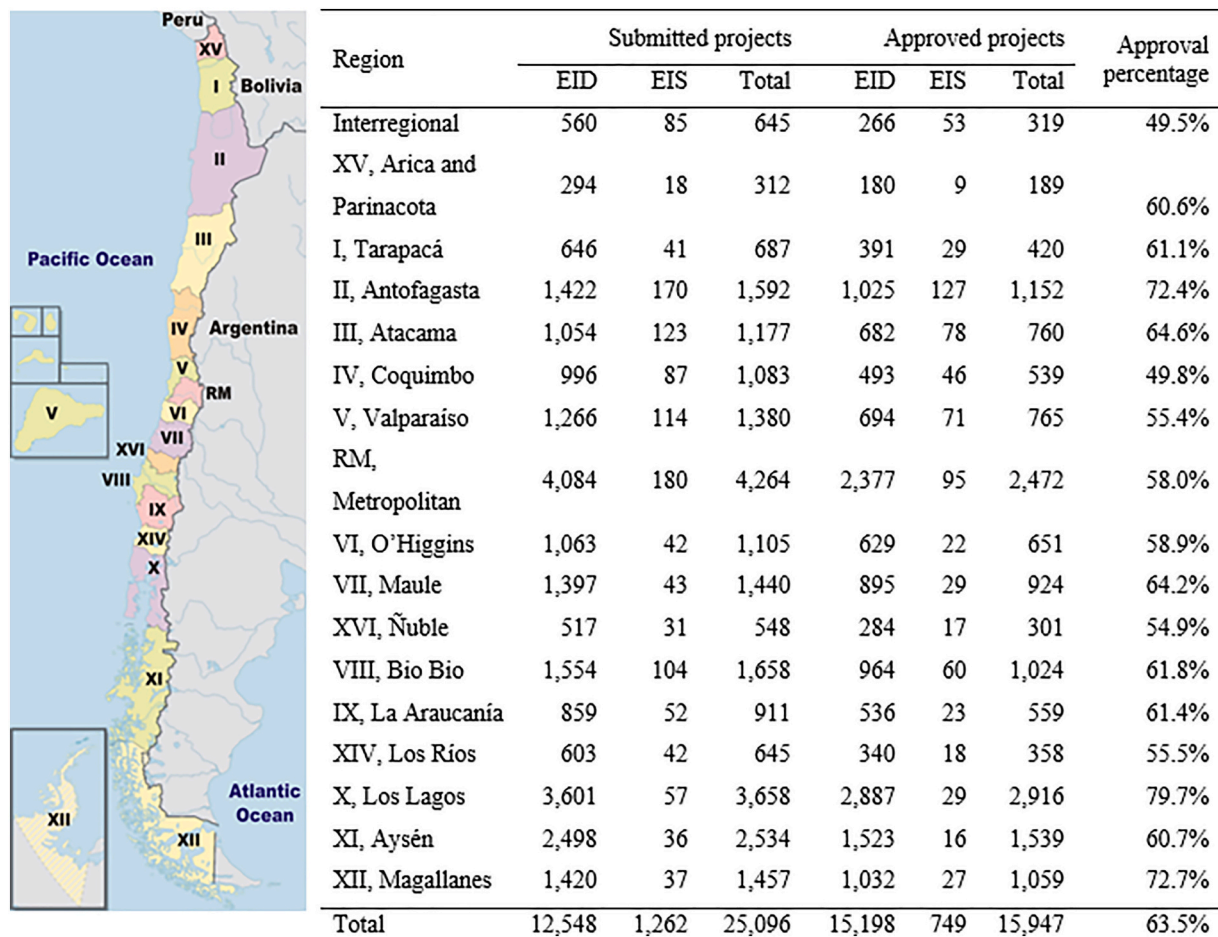 Peru
XV
I
Bolivia
II
Pacific Ocean
III
IV
Argentina
V
RM
V
VI
VII
XVI
VIII
IX
XIV
X
XI
Atlantic
Ocean
XII
XII
Region Submitted projects Approved projects Approval percentage
EID EIS Total EID EIS Total
Interregional 560 85 645 266 53 319 49.5%
XV, Arica and
Parinacota 294 18 312 180 9 189 60.6%
I, Tarapacá 646 41 687 391 29 420 61.1%
II, Antofagasta 1,422 170 1,592 1,025 127 1,152 72.4%
III, Atacama 1,054 123 1,177 682 78 760 64.6%
IV, Coquimbo 996 87 1,083 493 46 539 49.8%
V, Valparaíso 1,266 114 1,380 694 71 765 55.4%
RM,
Metropolitan 4,084 180 4,264 2,377 95 2,472 58.0%
VI, O’Higgins 1,063 42 1,105 629 22 651 58.9%
VII, Maule 1,397 43 1,440 895 29 924 64.2%
XVI, Ñuble 517 31 548 284 17 301 54.9%
VIII, Bio Bio 1,554 104 1,658 964 60 1,024 61.8%
IX, La Araucanía 859 52 911 536 23 559 61.4%
XIV, Los Ríos 603 42 645 340 18 358 55.5%
X, Los Lagos 3,601 57 3,658 2,887 29 2,916 79.7%
XI, Aysén 2,498 36 2,534 1,523 16 1,539 60.7%
XII, Magallanes 1,420 37 1,457 1,032 27 1,059 72.7%
Total 12,548 1,262 25,096 15,198 749 15,947 63.5%